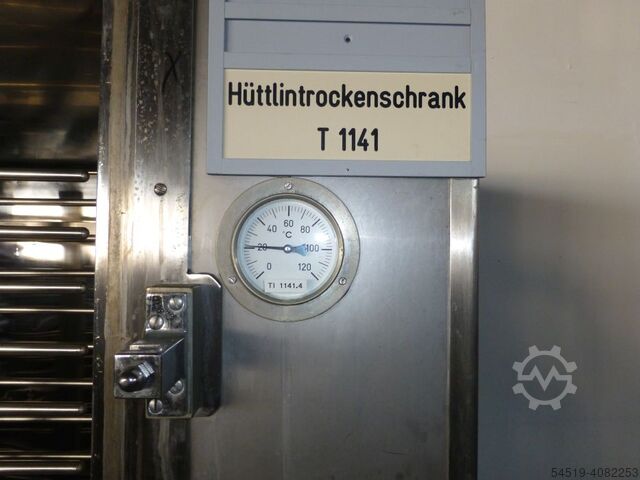 Hüttlintrockenschrank
T 1141
0 20 40 60 80 100 120
°C
TI 1141.4
54519-4082253